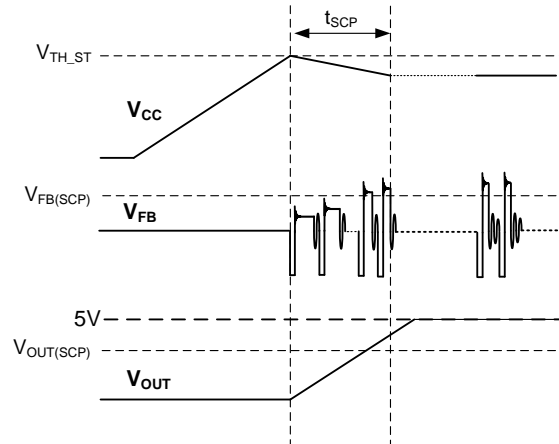 tSCP
VTH_ST
VCC
VFB(SCP)
VFB
5V
VOUT(SCP)
VOUT